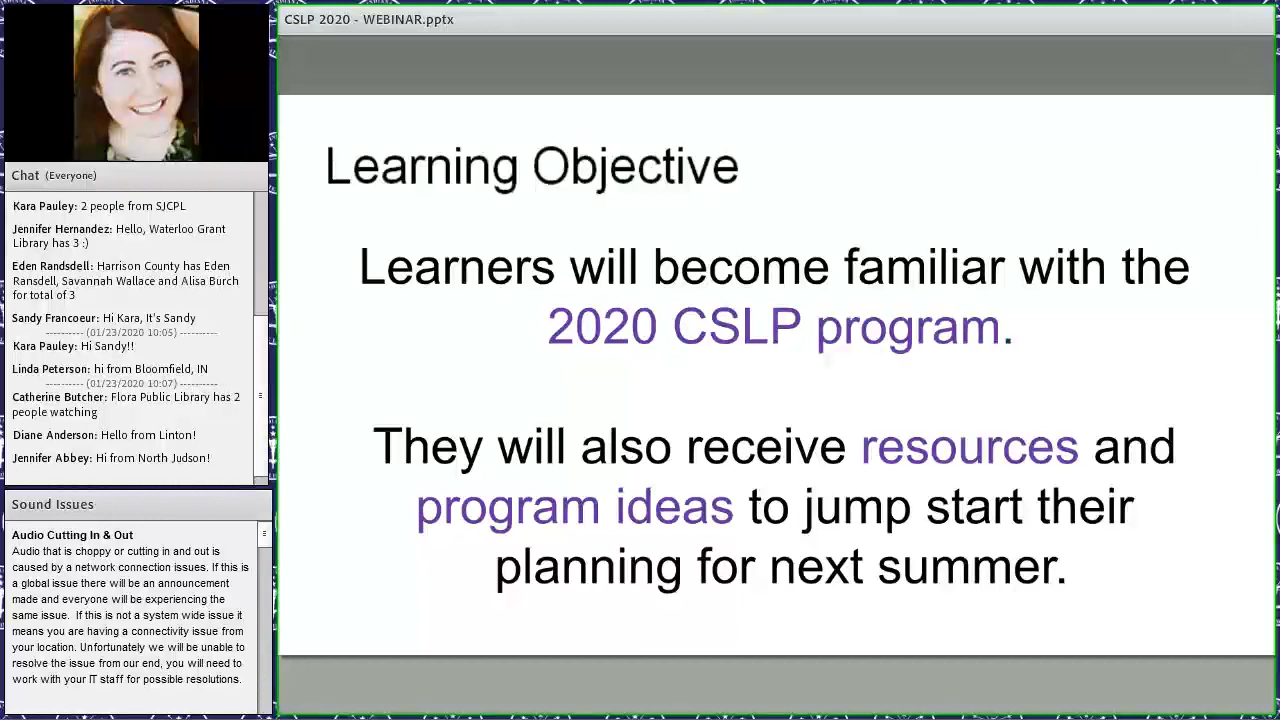 CSLP 2020 - WEBINAR.pptx
Chat (Everyone)
Kara Pauley: 2 people from SJCPL
Jennifer Hernandez: Hello, Waterloo Grant
Library has 3 :)
Eden Randsdell: Harrison County has Eden
Ransdell, Savannah Wallace and Alisa Burch
for total of 3
Sandy Francoeur: Hi Kara, It's Sandy
---------- (01/23/2020 10:05) ----------
Kara Pauley: Hi Sandy!!
Linda Peterson: hi from Bloomfield, IN
---------- (01/23/2020 10:07) ----------
Catherine Butcher: Flora Public Library has 2
people watching
Diane Anderson: Hello from Linton!
Jennifer Abbey: Hi from North Judson!
Sound Issues
Audio Cutting In & Out
Audio that is choppy or cutting in and out is
caused by a network connection issues. If this is
a global issue there will be an announcement
made and everyone will be experiencing the
same issue.  If this is not a system wide issue it
means you are having a connectivity issue from
your location. Unfortunately we will be unable to
resolve the issue from our end, you will need to
work with your IT staff for possible resolutions.
Learning Objective
Learners will become familiar with the
2020 CSLP program.
They will also receive resources and
program ideas to jump start their
planning for next summer.